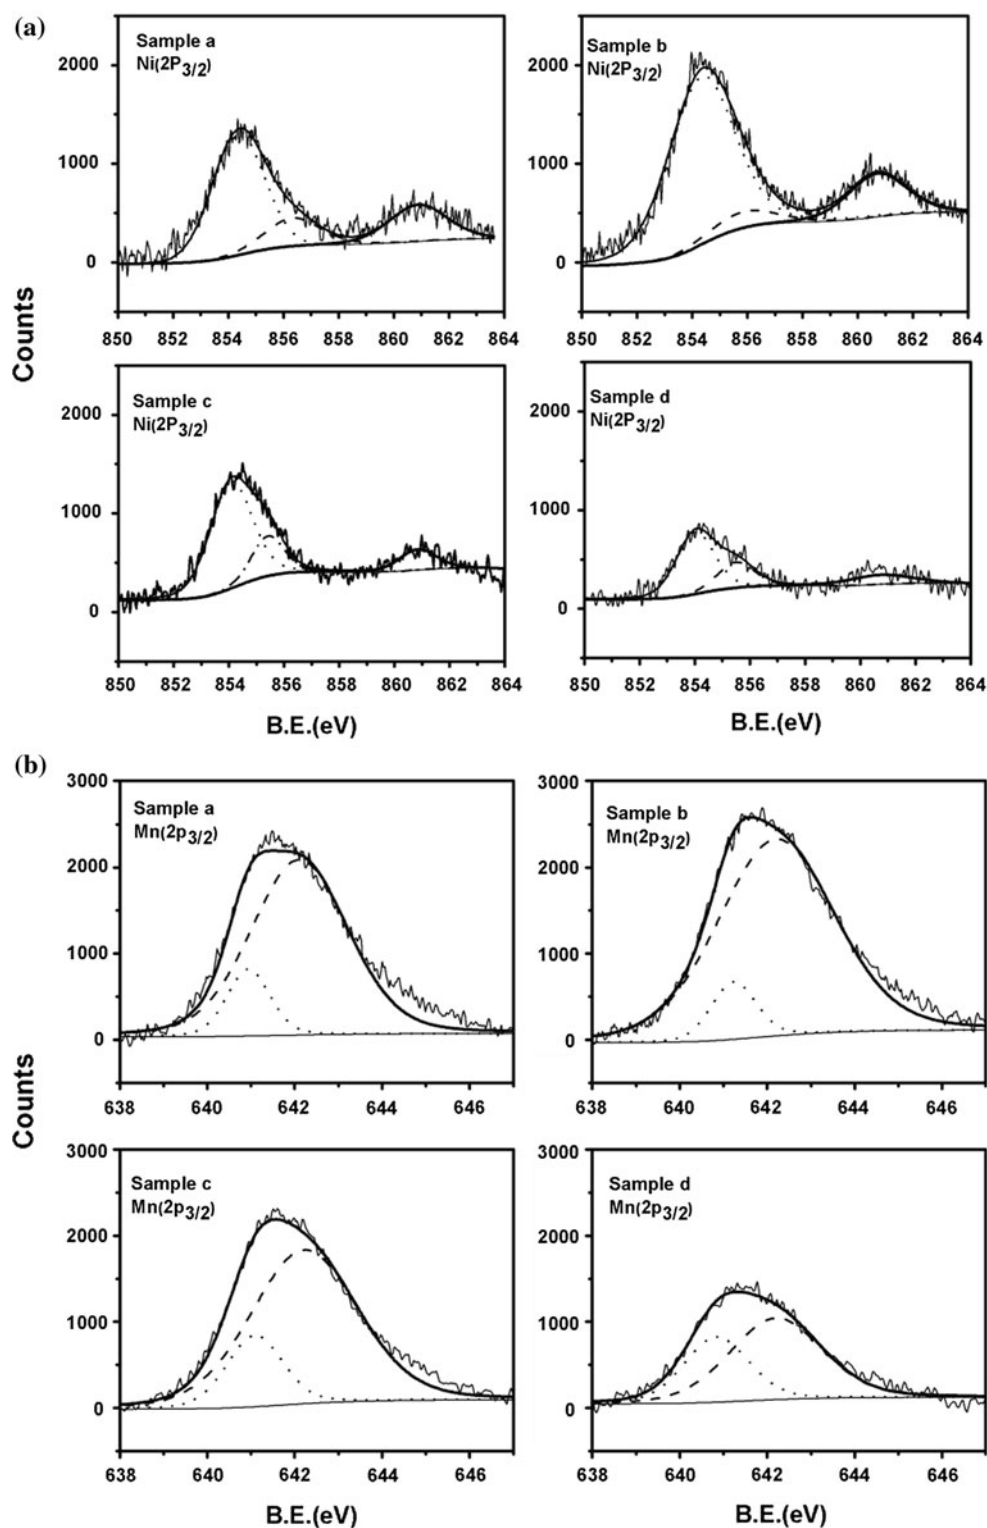 (a)
Sample a
Ni(2P3/2)
2000
1000
0
850 852 854 856 858 860 862 864
Sample b
Ni(2P3/2)
2000
1000
0
850 852 854 856 858 860 862 864
Counts
Sample c
Ni(2P3/2)
2000
1000
0
850 852 854 856 858 860 862 864
B.E.(eV)
Sample d
Ni(2P3/2)
2000
1000
0
850 852 854 856 858 860 862 864
B.E.(eV)
(b)
Sample a
Mn(2p3/2)
3000
2000
1000
0
638 640 642 644 646
Sample b
Mn(2p3/2)
3000
2000
1000
0
638 640 642 644 646
Counts
Sample c
Mn(2p3/2)
3000
2000
1000
0
638 640 642 644 646
B.E.(eV)
Sample d
Mn(2p3/2)
3000
2000
1000
0
638 640 642 644 646
B.E.(eV)